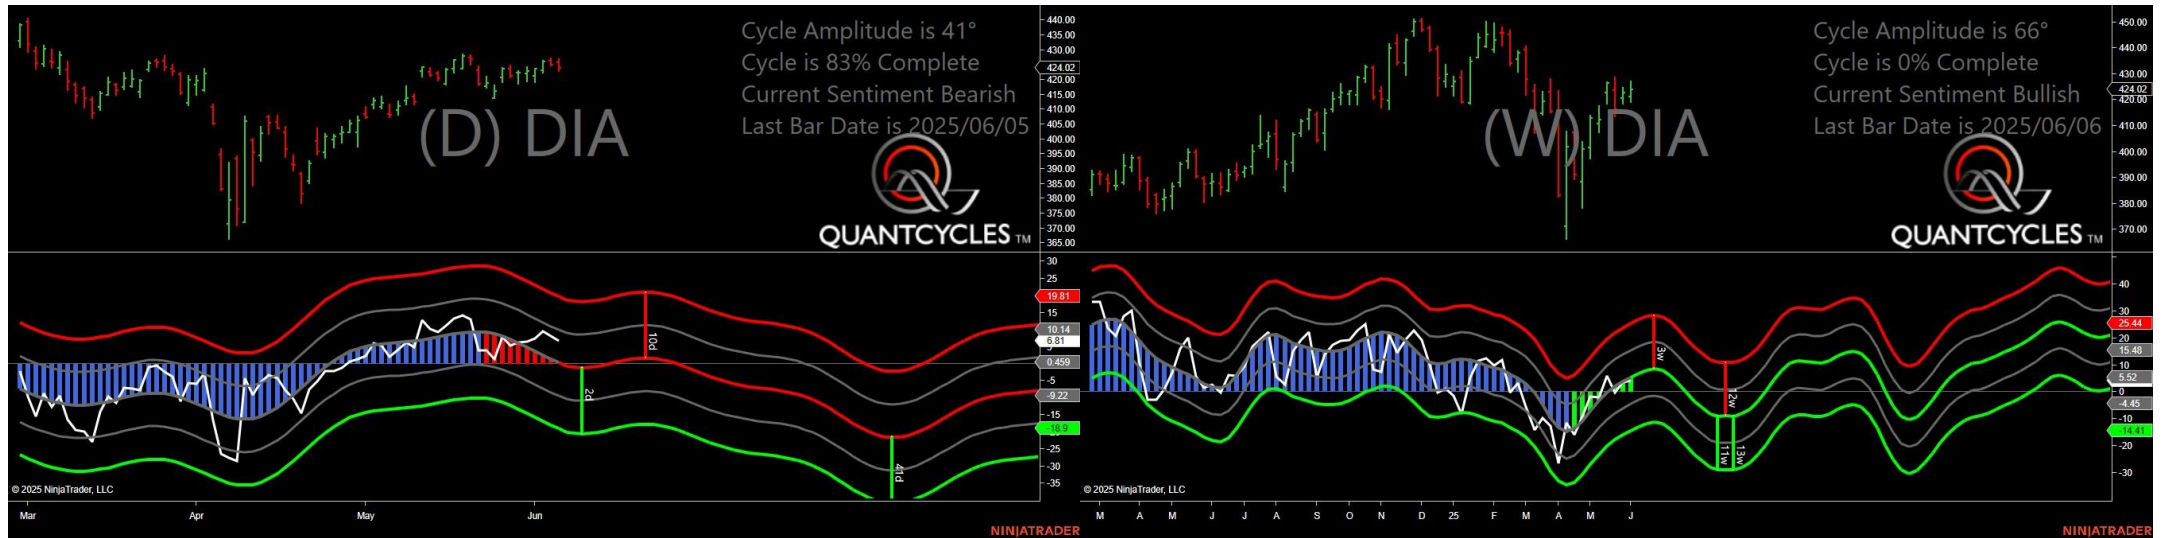 Cycle Amplitude is 41°
Cycle is 83% Complete
Current Sentiment Bearish
Last Bar Date is 2025/06/05
(D) DIA
QUANTCYCLES TM
440.00
435.00
430.00
424.02
420.00
415.00
410.00
405.00
400.00
395.00
390.00
385.00
380.00
375.00
370.00
365.00
30
25
19.81
15
10.14
6.81
0.459
-5
-9.22
-15
-18.9
-25
-30
-35
10d
2d
41d
© 2025 NinjaTrader, LLC
Mar Apr May Jun
NINJATRADER
Cycle Amplitude is 66°
Cycle is 0% Complete
Current Sentiment Bullish
Last Bar Date is 2025/06/06
(W) DIA
QUANTCYCLES TM
450.00
440.00
430.00
424.02
420.00
410.00
400.00
390.00
380.00
370.00
40
30
25.44
20
15.48
10
5.52
0
-4.45
-10
-14.41
-20
-30
3w
12w
11w
13w
© 2025 NinjaTrader, LLC
M A M J J A S O N D 25 F M A M J
NINJATRADER